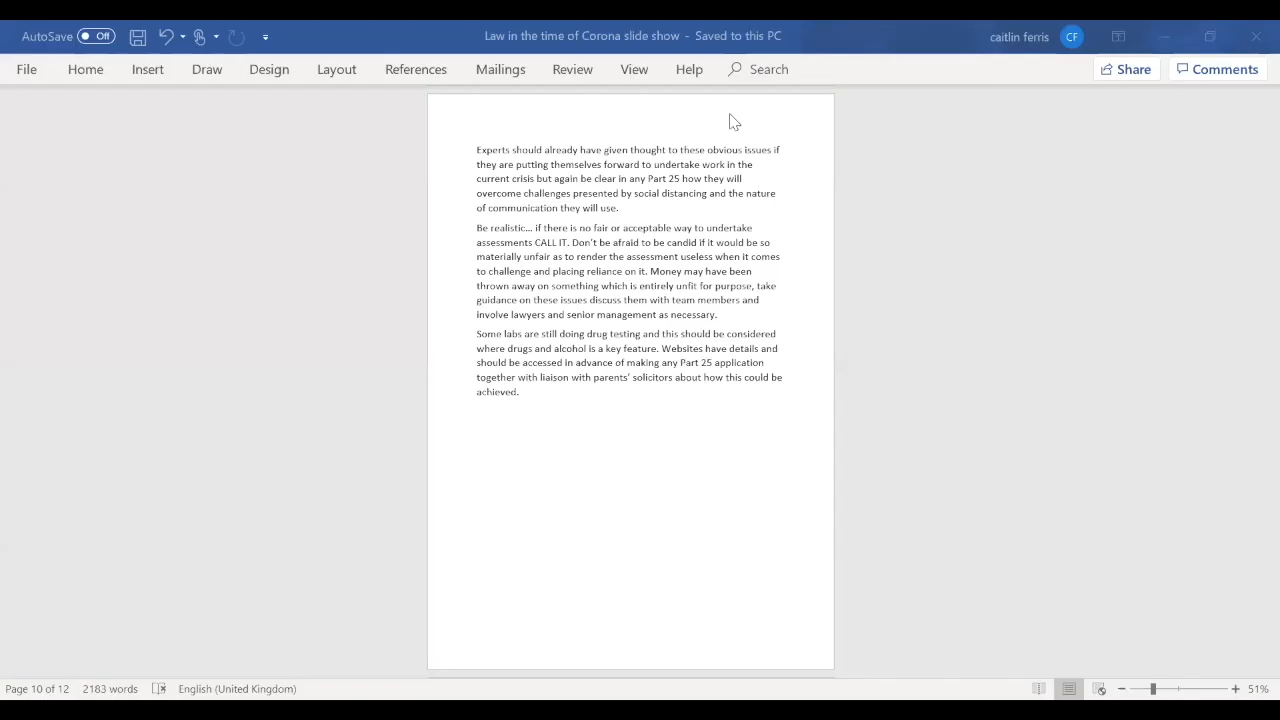 AutoSave Off
Law in the time of Corona slide show - Saved to this PC
caitlin ferris CF
File Home Insert Draw Design Layout References Mailings Review View Help Search Share Comments
Experts should already have given thought to these obvious issues if
they are putting themselves forward to undertake work in the
current crisis but again be clear in any Part 25 how they will
overcome challenges presented by social distancing and the nature
of communication they will use.
Be realistic… if there is no fair or acceptable way to undertake
assessments CALL IT. Don't be afraid to be candid if it would be so
materially unfair as to render the assessment useless when it comes
to challenge and placing reliance on it. Money may have been
thrown away on something which is entirely unfit for purpose, take
guidance on these issues discuss them with team members and
involve lawyers and senior management as necessary.
Some labs are still doing drug testing and this should be considered
where drugs and alcohol is a key feature. Websites have details and
should be accessed in advance of making any Part 25 application
together with liaison with parents' solicitors about how this could be
achieved.
Page 10 of 12 2183 words English (United Kingdom) 51%